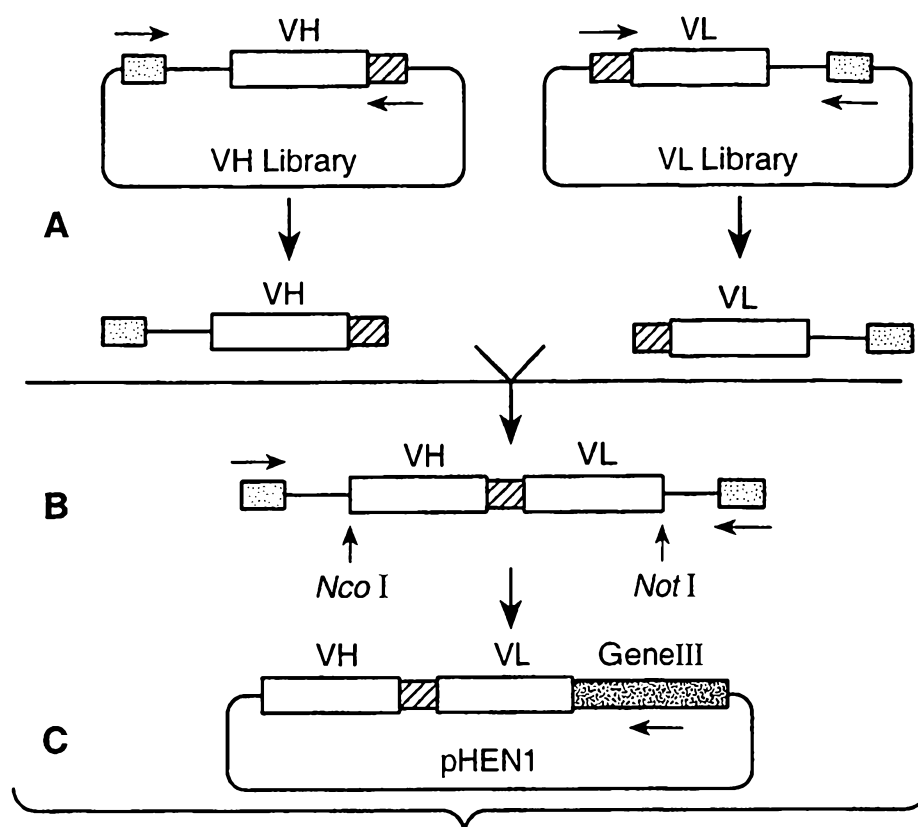 VH
VL
VH Library
VL Library
A
VH
VL
VH
VL
B
Nco I
Not I
VH
VL
GeneIII
C
pHEN1